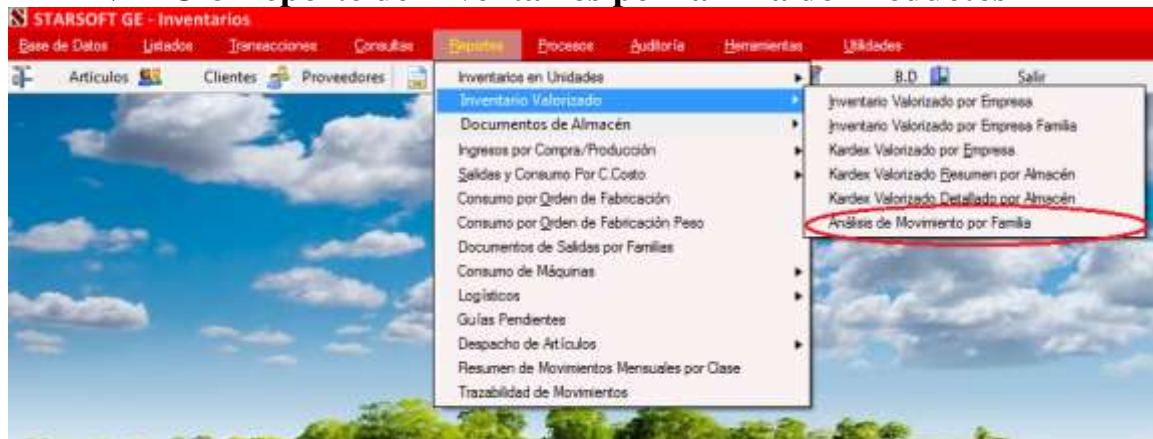 STARSOFT GE - Inventarios
Base de Datos Listados Transacciones Consultas Reportes Procesos Auditoría Herramientas Utilidades
Artículos Clientes Proveedores B.D Salir
Inventarios en Unidades
Inventario Valorizado
Documentos de Almacén
Ingresos por Compra/Producción
Salidas y Consumo Por C.Costo
Consumo por Orden de Fabricación
Consumo por Orden de Fabricación Peso
Documentos de Salidas por Familias
Consumo de Máquinas
Logísticos
Guías Pendientes
Despacho de Artículos
Resumen de Movimientos Mensuales por Clase
Trazabilidad de Movimientos
Inventario Valorizado por Empresa
Inventario Valorizado por Empresa Familia
Kardex Valorizado por Empresa
Kardex Valorizado Resumen por Almacén
Kardex Valorizado Detallado por Almacén
Análisis de Movimiento por Familia